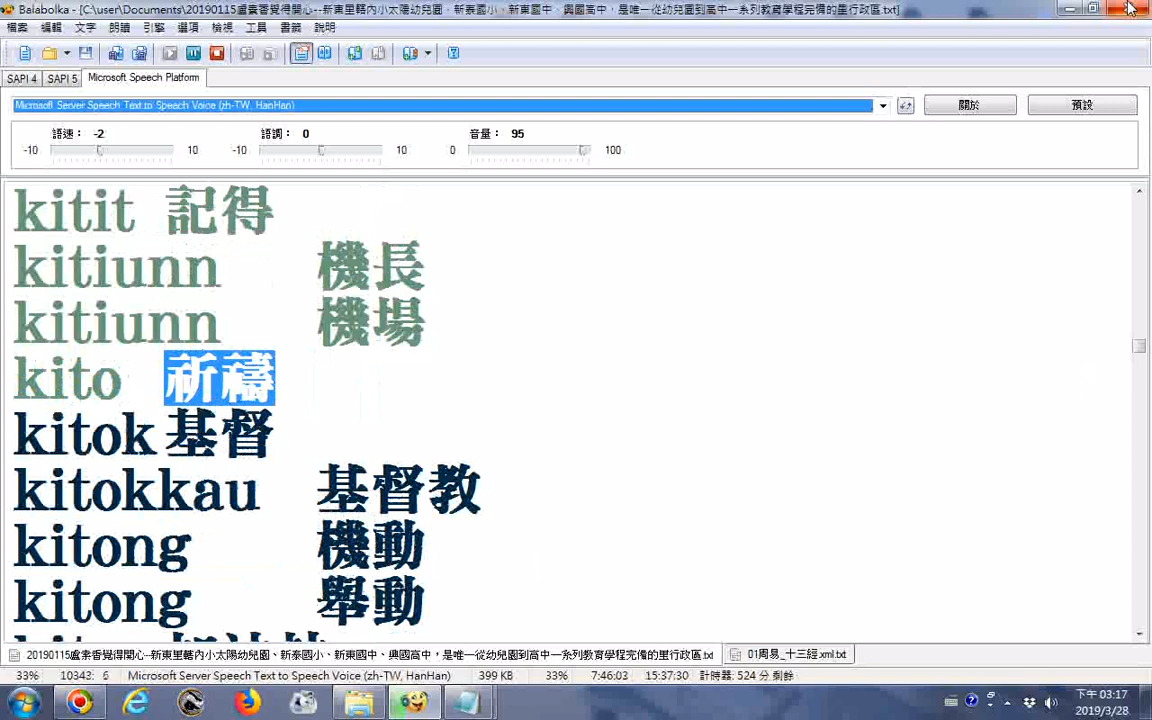 Balabolka - [C:\user\Documents\20190115盧素香覺得開心--新東里轄內小太陽幼兒園、新泰國小、新東國中、興國高中，是唯一從幼兒園到高中一系列教育學程完備的里行政區.txt]
檔案 編輯 文字 朗讀 引擎 選項 檢視 工具 書籤 說明
SAPI 4 SAPI 5 Microsoft Speech Platform
Microsoft Server Speech Text to Speech Voice (zh-TW, HanHan) 關於 預設
語速： -2 語調： 0 音量： 95
-10 10 -10 10 0 100
kitit 記得
kitiunn 機長
kitiunn 機場
kito 祈禱
kitok 基督
kitokkau 基督教
kitong 機動
kitong 舉動
20190115盧素香覺得開心--新東里轄內小太陽幼兒園、新泰國小、新東國中、興國高中，是唯一從幼兒園到高中一系列教育學程完備的里行政區.txt 01周易_十三經.xml.txt
33% 10343: 6 Microsoft Server Speech Text to Speech Voice (zh-TW, HanHan) 399 KB 33% 7:46:03 15:37:30 計時器: 524 分 剩餘
下午 03:17
2019/3/28